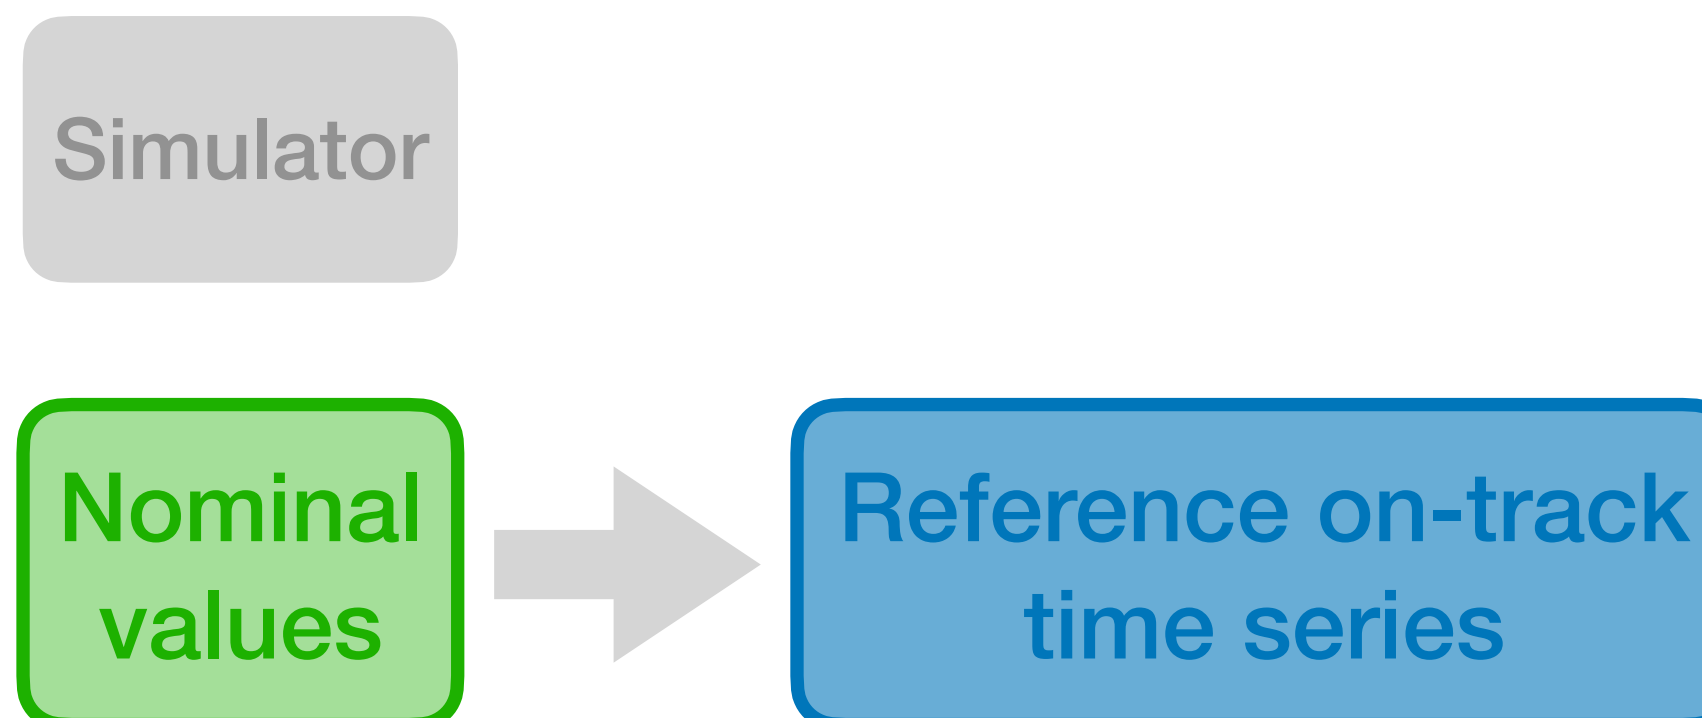 Simulator
Nominal
values
Reference on-track
time series